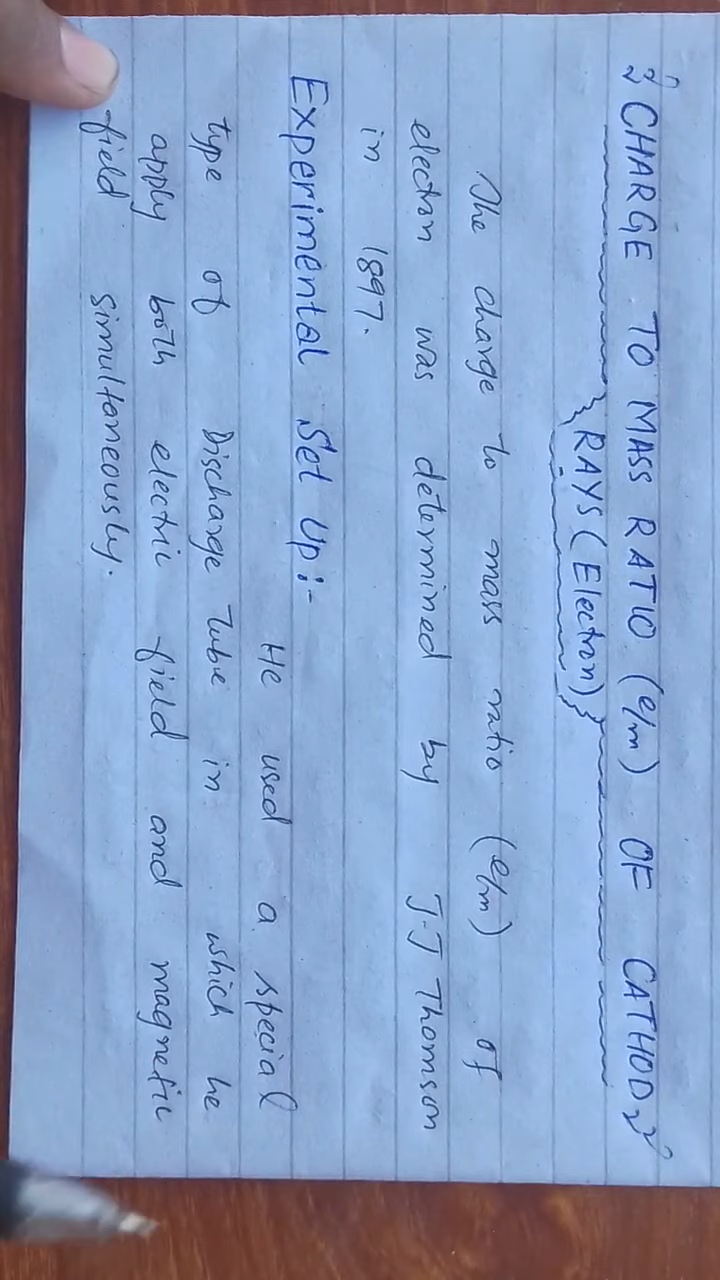 CHARGE TO MASS RATIO (e/m) OF CATHOD
RAYS (Electron)
The charge to mass ratio (e/m) of
electron was determined by J.J Thomson
in 1897.
Experimental Set Up:-
He used a special
type of Discharge Tube in which he
apply both electric field and magnetic
field simultaneously.